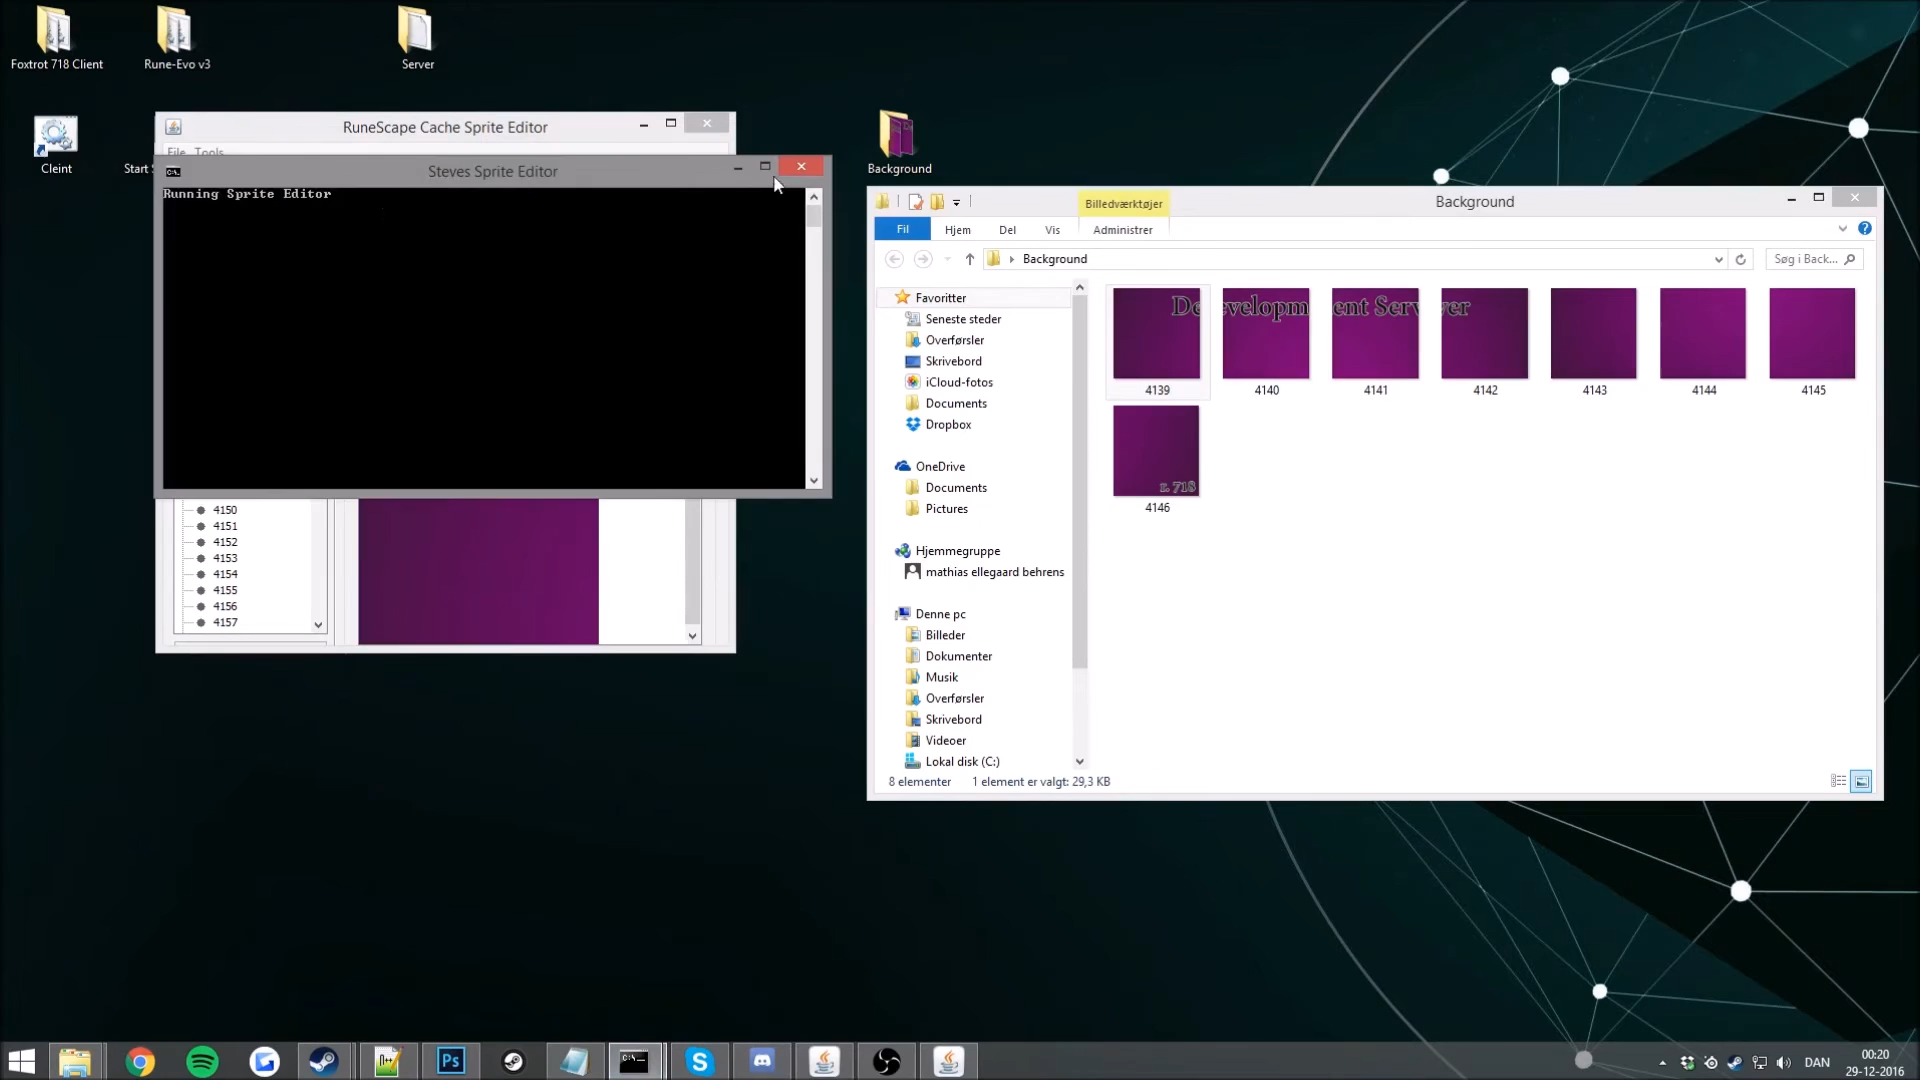 Foxtrot 718 Client
Rune-Evo v3
Server
Cleint
Start
Background
RuneScape Cache Sprite Editor
File Tools
Steves Sprite Editor
Running Sprite Editor
4150
4151
4152
4153
4154
4155
4156
4157
Billedværktøjer
Background
Fil
Hjem
Del
Vis
Administrer
Background
Søg i Back...
Favoritter
Seneste steder
Overførsler
Skrivebord
iCloud-fotos
Documents
Dropbox
OneDrive
Documents
Pictures
Hjemmegruppe
mathias ellegaard behrens
Denne pc
Billeder
Dokumenter
Musik
Overførsler
Skrivebord
Videoer
Lokal disk (C:)
De
evelopm
ent Serv
ver
4139
4140
4141
4142
4143
4144
4145
r. 718
4146
8 elementer
1 element er valgt: 29,3 KB
Ps
DAN
00:20
29-12-2016